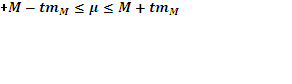 +M − tm_M ≤ μ ≤ M + tm_M